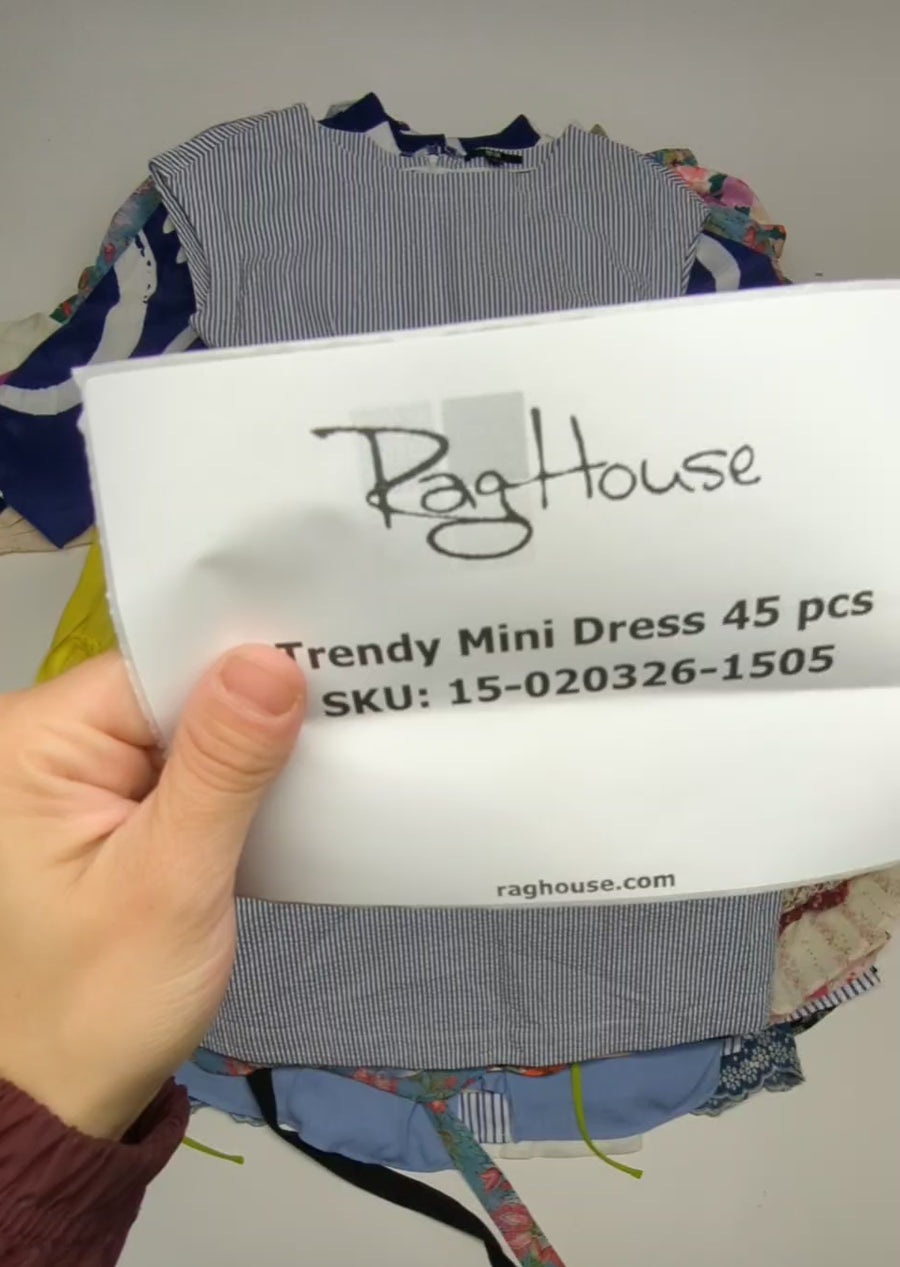 RagHouse
Trendy Mini Dress 45 pcs
SKU: 15-020326-1505
raghouse.com